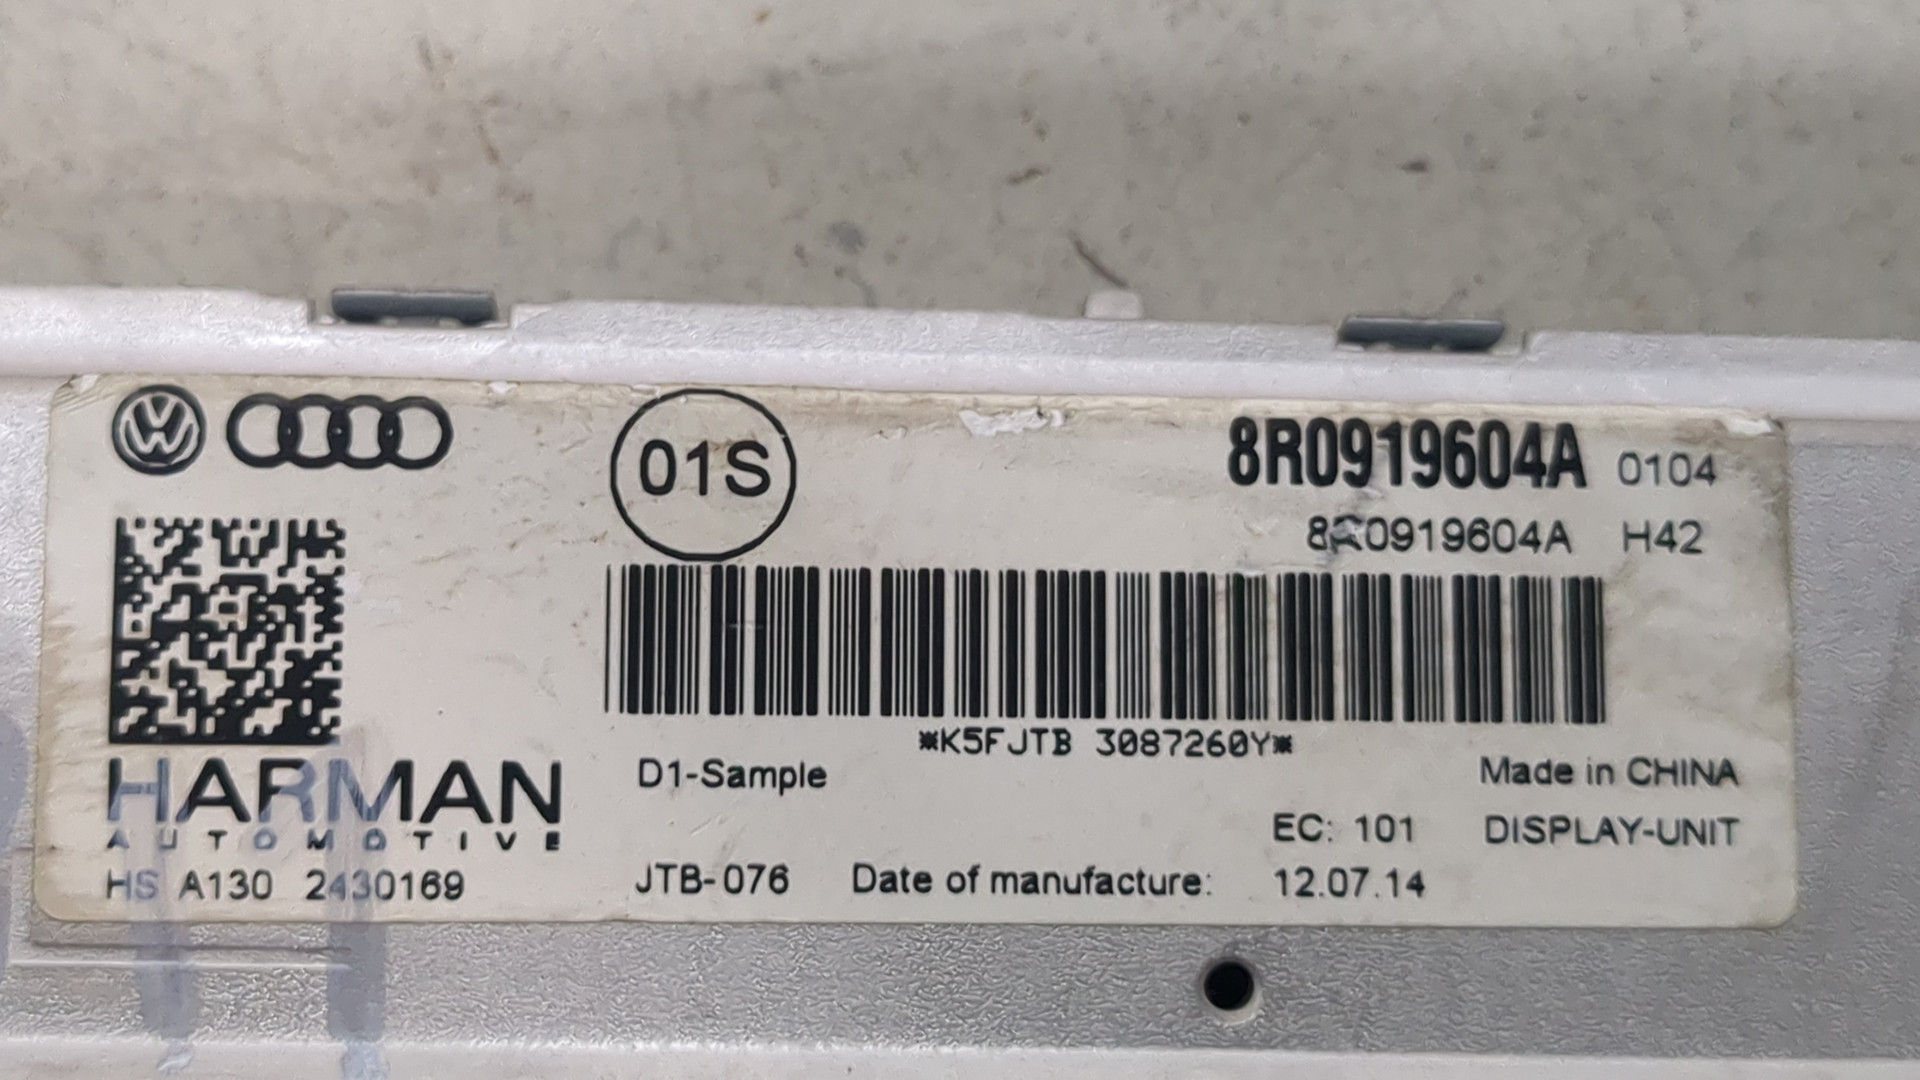 01S
8R0919604A 0104
8R0919604A H42
*K5FJTB 3087260Y*
HARMAN
AUTOMOTIVE
D1-Sample
Made in CHINA
EC: 101 DISPLAY-UNIT
HS A130 2430169
JTB-076 Date of manufacture: 12.07.14